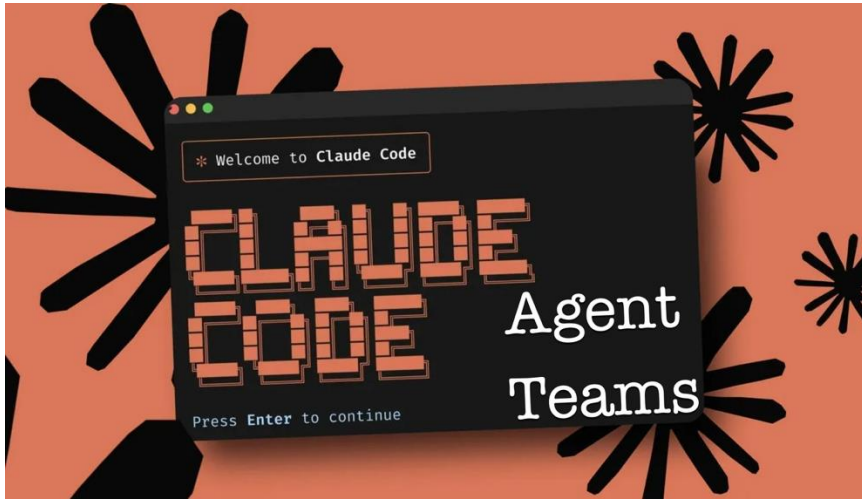 ✻ Welcome to Claude Code
CLAUDE
CODE
Agent
Teams
Press Enter to continue